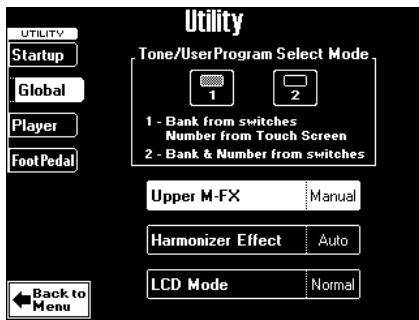 Utility
UTILITY
Startup
Global
Player
FootPedal
Tone/UserProgram Select Mode
1 2
1 - Bank from switches
Number from Touch Screen
2 - Bank & Number from switches
Upper M-FX Manual
Harmonizer Effect Auto
LCD Mode Normal
Back to
Menu